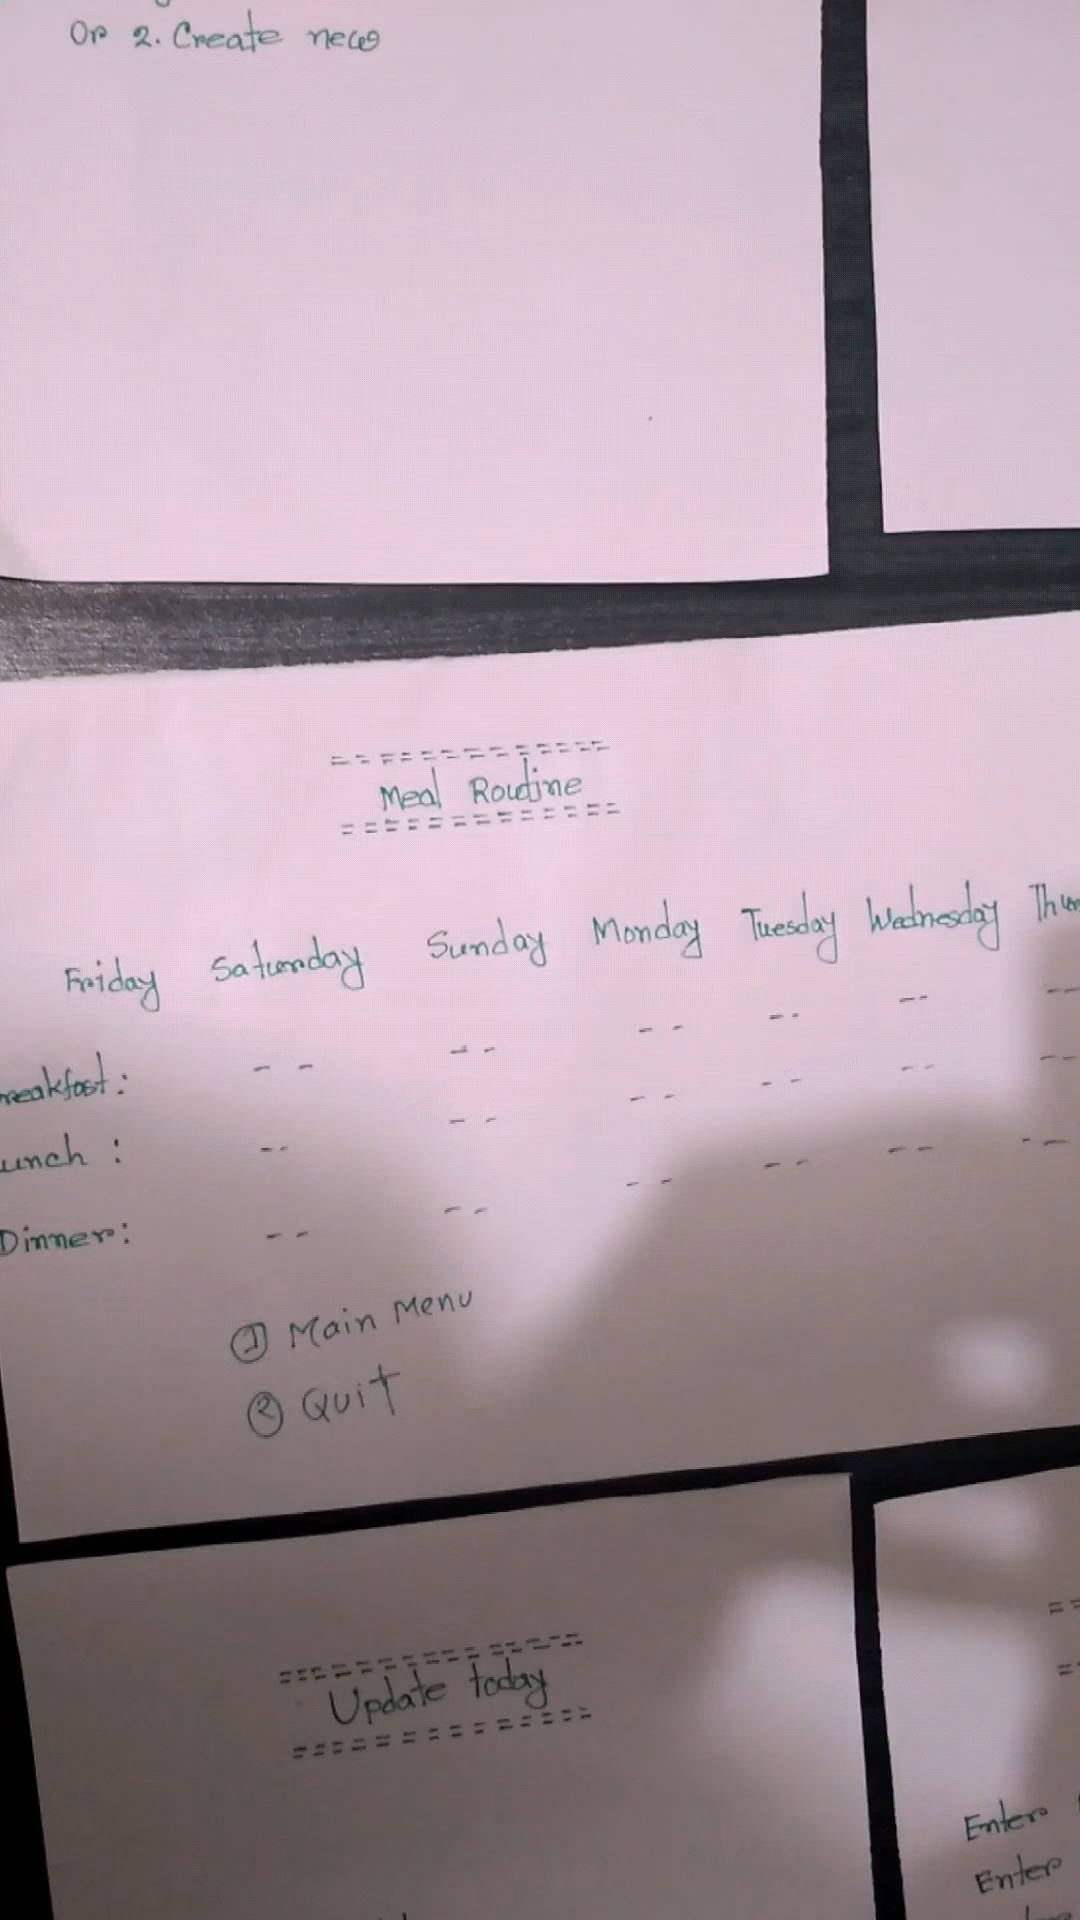 Or 2. Create new
= = = = = = = = = = = = =
Meal Routine
= = = = = = = = = = = = =
Friday Saturday Sunday Monday Tuesday Wednesday Thur
reakfast: -- -- -- -- -- --
unch : -- -- -- -- -- --
Dinner: -- -- -- -- -- --
① Main Menu
② Quit
= = = = = = = = = = = =
Update today
= = = = = = = = = = = =
= =
= =
Enter
Enter